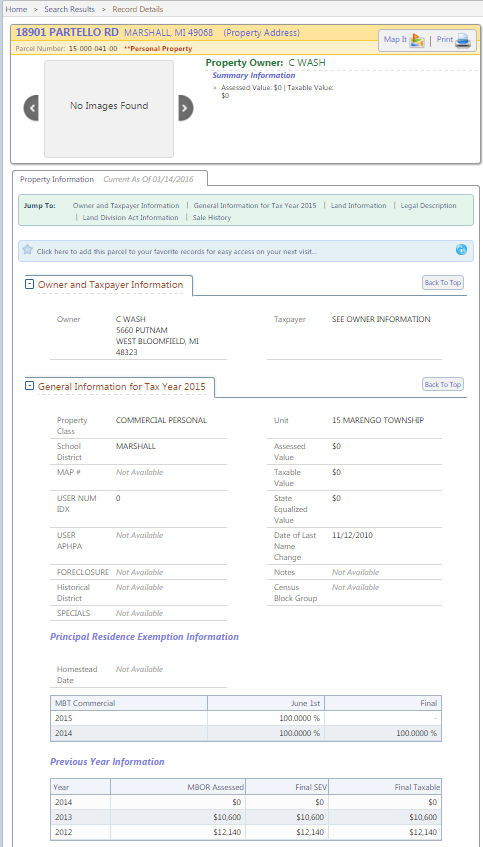 Home > Search Results > Record Details
18901 PARTELLO RD MARSHALL, MI 49068 (Property Address)
Parcel Number: 15-000-041-00 **Personal Property
Map It | Print
Property Owner: C WASH
Summary Information
> Assessed Value: $0 | Taxable Value: $0
No Images Found
Property Information Current As Of 01/14/2016
Jump To: Owner and Taxpayer Information | General Information for Tax Year 2015 | Land Information | Legal Description
| Land Division Act Information | Sale History
Click here to add this parcel to your favorite records for easy access on your next visit...
- Owner and Taxpayer Information Back To Top
Owner C WASH Taxpayer SEE OWNER INFORMATION
5660 PUTNAM
WEST BLOOMFIELD, MI
48323
- General Information for Tax Year 2015 Back To Top
Property Class COMMERCIAL PERSONAL Unit 15 MARENGO TOWNSHIP
School District MARSHALL Assessed Value $0
MAP # Not Available Taxable Value $0
USER NUM IDX 0 State Equalized Value $0
USER APHPA Not Available Date of Last Name Change 11/12/2010
FORECLOSURE Not Available Notes Not Available
Historical District Not Available Census Block Group Not Available
SPECIALS Not Available
Principal Residence Exemption Information
Homestead Date Not Available
MBT Commercial June 1st Final
2015 100.0000 % -
2014 100.0000 % 100.0000 %
Previous Year Information
Year MBOR Assessed Final SEV Final Taxable
2014 $0 $0 $0
2013 $10,600 $10,600 $10,600
2012 $12,140 $12,140 $12,140